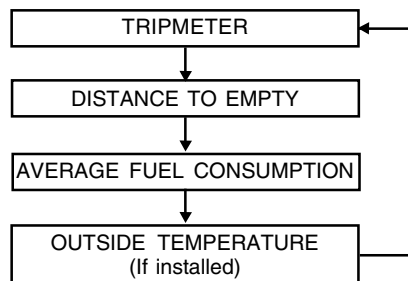 TRIPMETER
DISTANCE TO EMPTY
AVERAGE FUEL CONSUMPTION
OUTSIDE TEMPERATURE
(If installed)